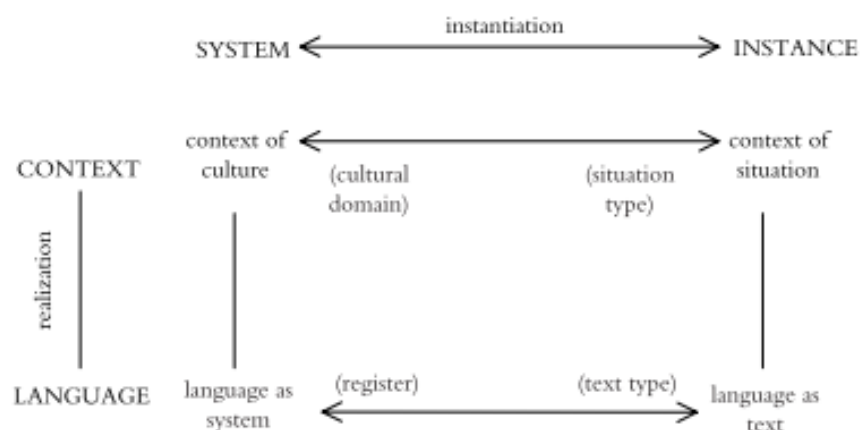 instantiation
SYSTEM
INSTANCE
context of
culture
context of
situation
CONTEXT
(cultural
domain)
(situation
type)
realization
LANGUAGE
language as
system
(register)
(text type)
language as
text